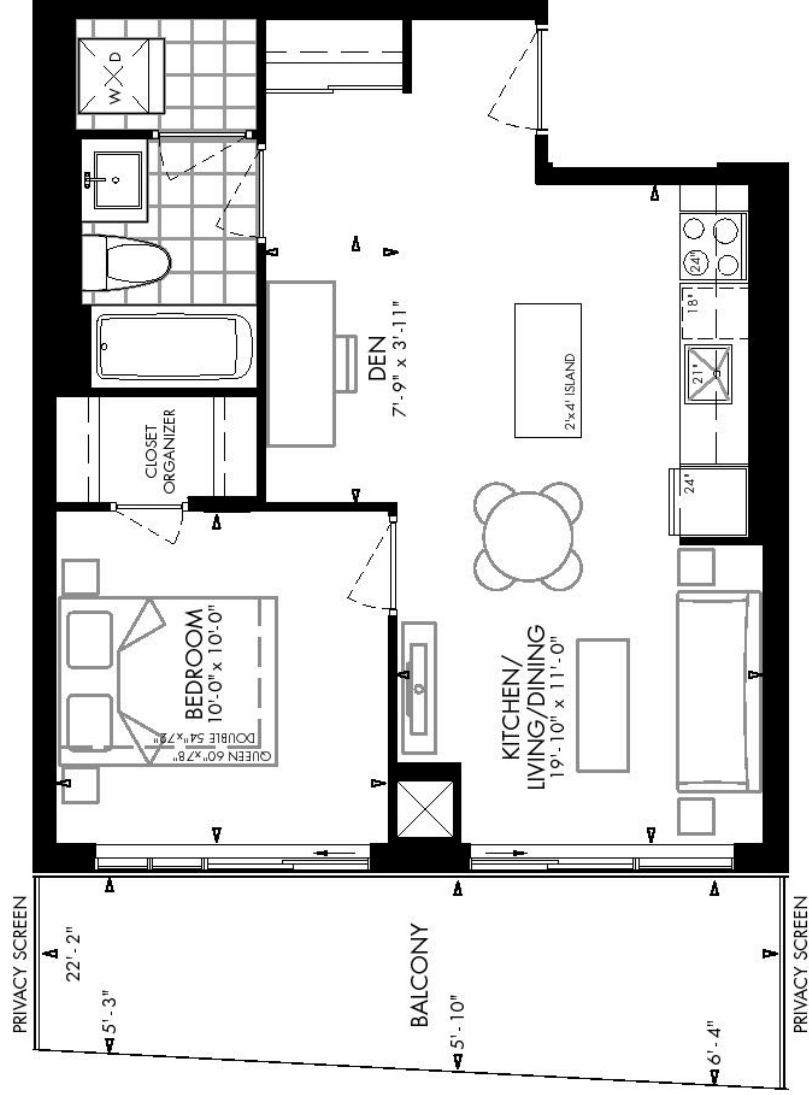 W D
CLOSET
ORGANIZER
DEN
7'-9" x 3'-11"
2'x4' ISLAND
24"
18"
21"
24"
BEDROOM
10'-0" x 10'-0"
DOUBLE 54"x72"
QUEEN 60"x78"
KITCHEN/
LIVING/DINING
19'-10" x 11'-0"
PRIVACY SCREEN
22'-2"
5'-3"
BALCONY
5'-10"
6'-4"
PRIVACY SCREEN